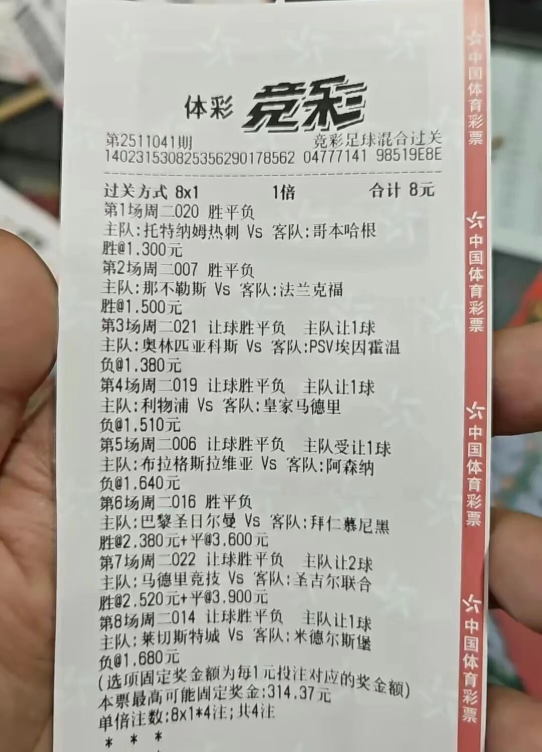 体彩 竞彩
第2511041期 竞彩足球混合过关
140231530825356290178562 04777141 98519E8E
过关方式 8x1 1倍 合计 8元
第1场周二020 胜平负
主队:托特纳姆热刺 Vs 客队:哥本哈根
胜@1.300元
第2场周二007 胜平负
主队:那不勒斯 Vs 客队:法兰克福
胜@1.500元
第3场周二021 让球胜平负 主队让1球
主队:奥林匹亚科斯 Vs 客队:PSV埃因霍温
负@1.380元
第4场周二019 让球胜平负 主队让1球
主队:利物浦 Vs 客队:皇家马德里
负@1.510元
第5场周二006 让球胜平负 主队受让1球
主队:布拉格斯拉维亚 Vs 客队:阿森纳
负@1.640元
第6场周二016 胜平负
主队:巴黎圣日尔曼 Vs 客队:拜仁慕尼黑
胜@2.380元+平@3.600元
第7场周二022 让球胜平负 主队让2球
主队:马德里竞技 Vs 客队:圣吉尔联合
胜@2.520元+平@3.900元
第8场周二014 让球胜平负 主队让1球
主队:莱切斯特城 Vs 客队:米德尔斯堡
负@1.680元
(选项固定奖金额为每1元投注对应的奖金额)
本票最高可能固定奖金:314.37元
单倍注数:8x1*4注;共4注
* * *
中国体育彩票
中国体育彩票
中国体育彩票
中国体育彩票